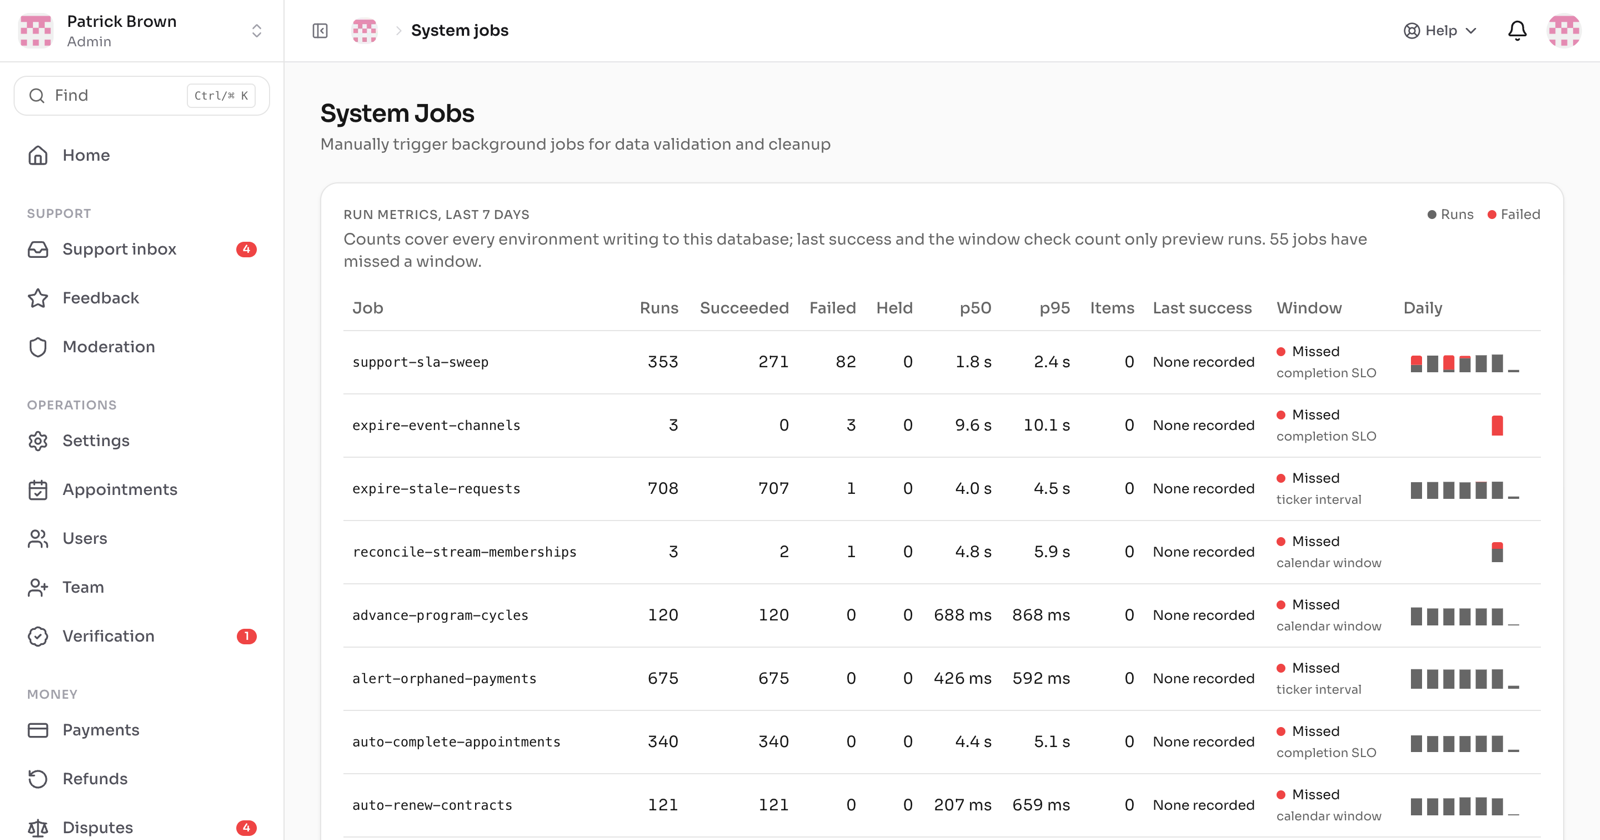 Patrick Brown
Admin
System jobs
Help
Find
Ctrl/⌘ K
Home
SUPPORT
Support inbox 4
Feedback
Moderation
OPERATIONS
Settings
Appointments
Users
Team
Verification 1
MONEY
Payments
Refunds
Disputes 4
System Jobs
Manually trigger background jobs for data validation and cleanup
RUN METRICS, LAST 7 DAYS
Runs Failed
Counts cover every environment writing to this database; last success and the window check count only preview runs. 55 jobs have
missed a window.
Job Runs Succeeded Failed Held p50 p95 Items Last success Window Daily
support-sla-sweep 353 271 82 0 1.8 s 2.4 s 0 None recorded Missed
completion SLO
expire-event-channels 3 0 3 0 9.6 s 10.1 s 0 None recorded Missed
completion SLO
expire-stale-requests 708 707 1 0 4.0 s 4.5 s 0 None recorded Missed
ticker interval
reconcile-stream-memberships 3 2 1 0 4.8 s 5.9 s 0 None recorded Missed
calendar window
advance-program-cycles 120 120 0 0 688 ms 868 ms 0 None recorded Missed
calendar window
alert-orphaned-payments 675 675 0 0 426 ms 592 ms 0 None recorded Missed
ticker interval
auto-complete-appointments 340 340 0 0 4.4 s 5.1 s 0 None recorded Missed
completion SLO
auto-renew-contracts 121 121 0 0 207 ms 659 ms 0 None recorded Missed
calendar window